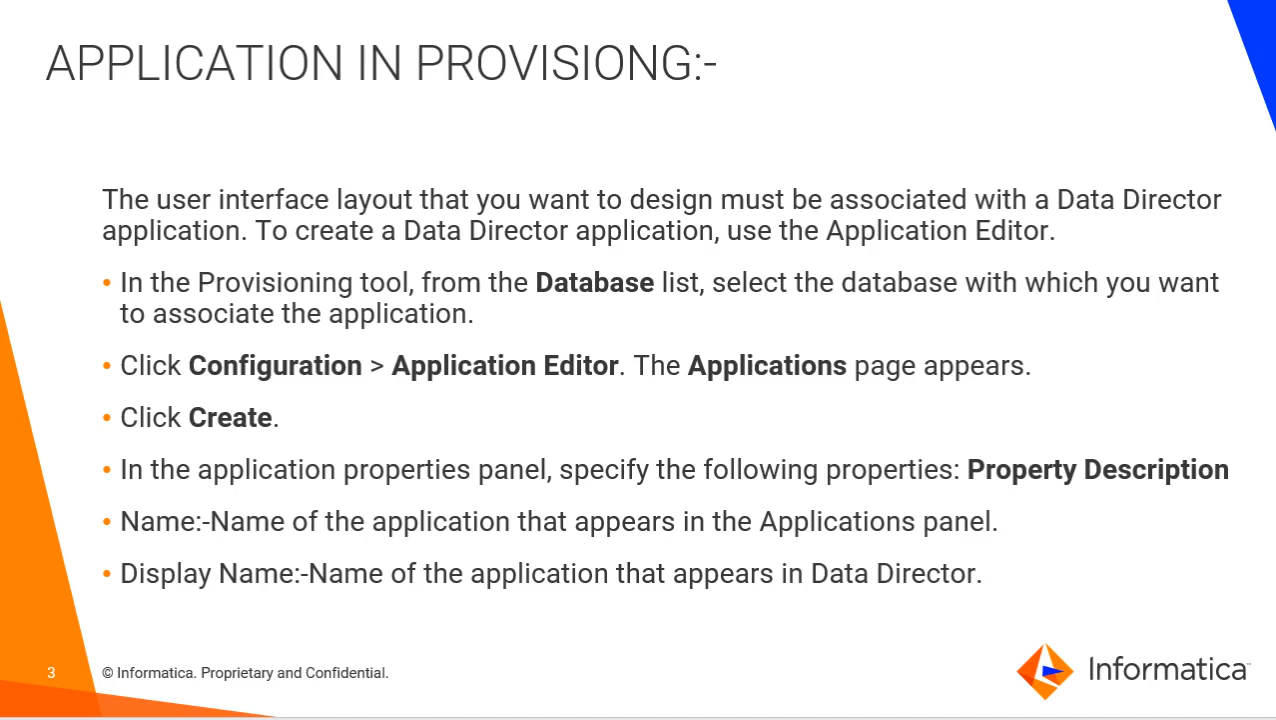 APPLICATION IN PROVISIONG:-
The user interface layout that you want to design must be associated with a Data Director
application. To create a Data Director application, use the Application Editor.
• In the Provisioning tool, from the Database list, select the database with which you want
to associate the application.
• Click Configuration > Application Editor. The Applications page appears.
• Click Create.
• In the application properties panel, specify the following properties: Property Description
• Name:-Name of the application that appears in the Applications panel.
• Display Name:-Name of the application that appears in Data Director.
3
© Informatica. Proprietary and Confidential.
Informatica